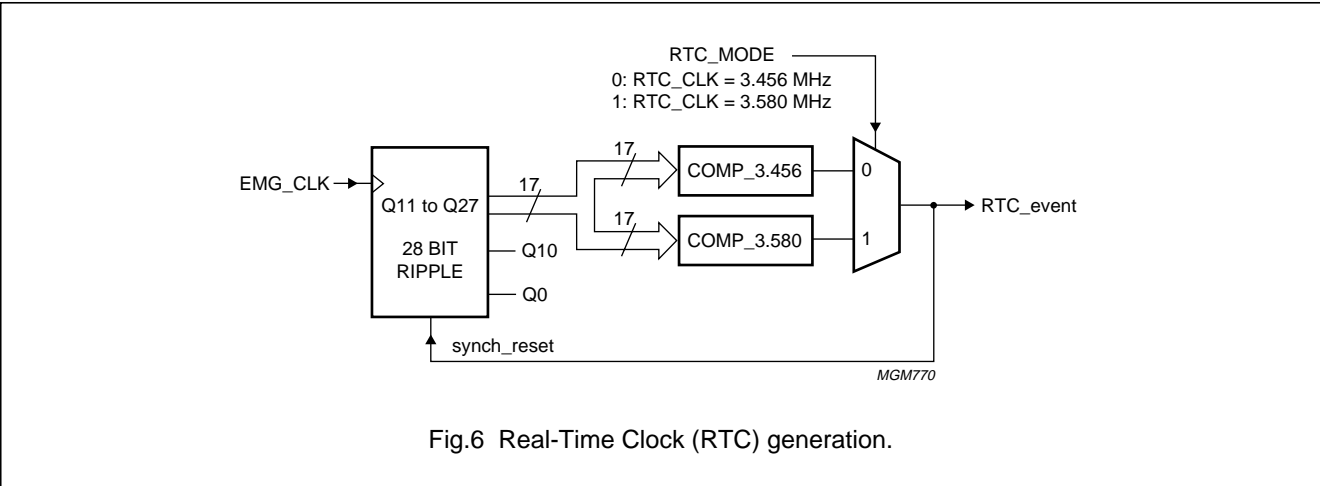 RTC_MODE
0: RTC_CLK = 3.456 MHz
1: RTC_CLK = 3.580 MHz
EMG_CLK
Q11 to Q27
28 BIT
RIPPLE
17
Q10
Q0
17
17
COMP_3.456
COMP_3.580
0
1
RTC_event
synch_reset
MGM770
Fig.6 Real-Time Clock (RTC) generation.